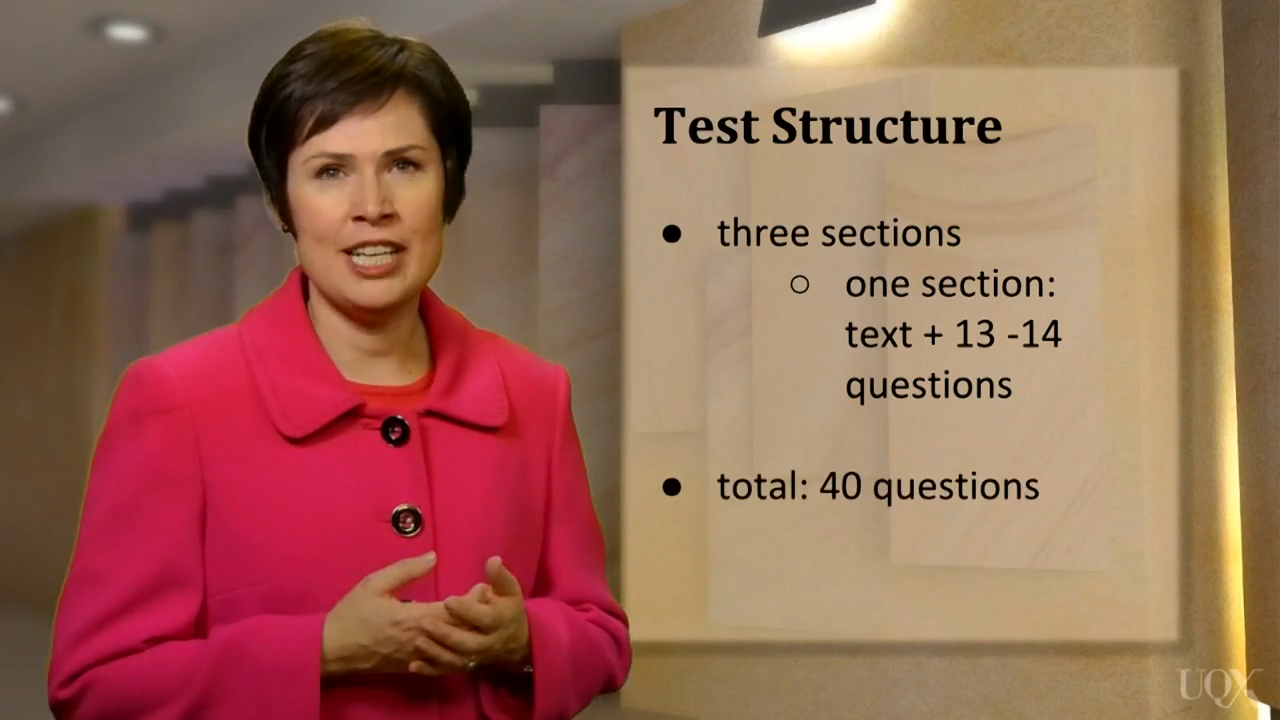 Test Structure
● three sections
○ one section:
text + 13 -14
questions
● total: 40 questions
UQX